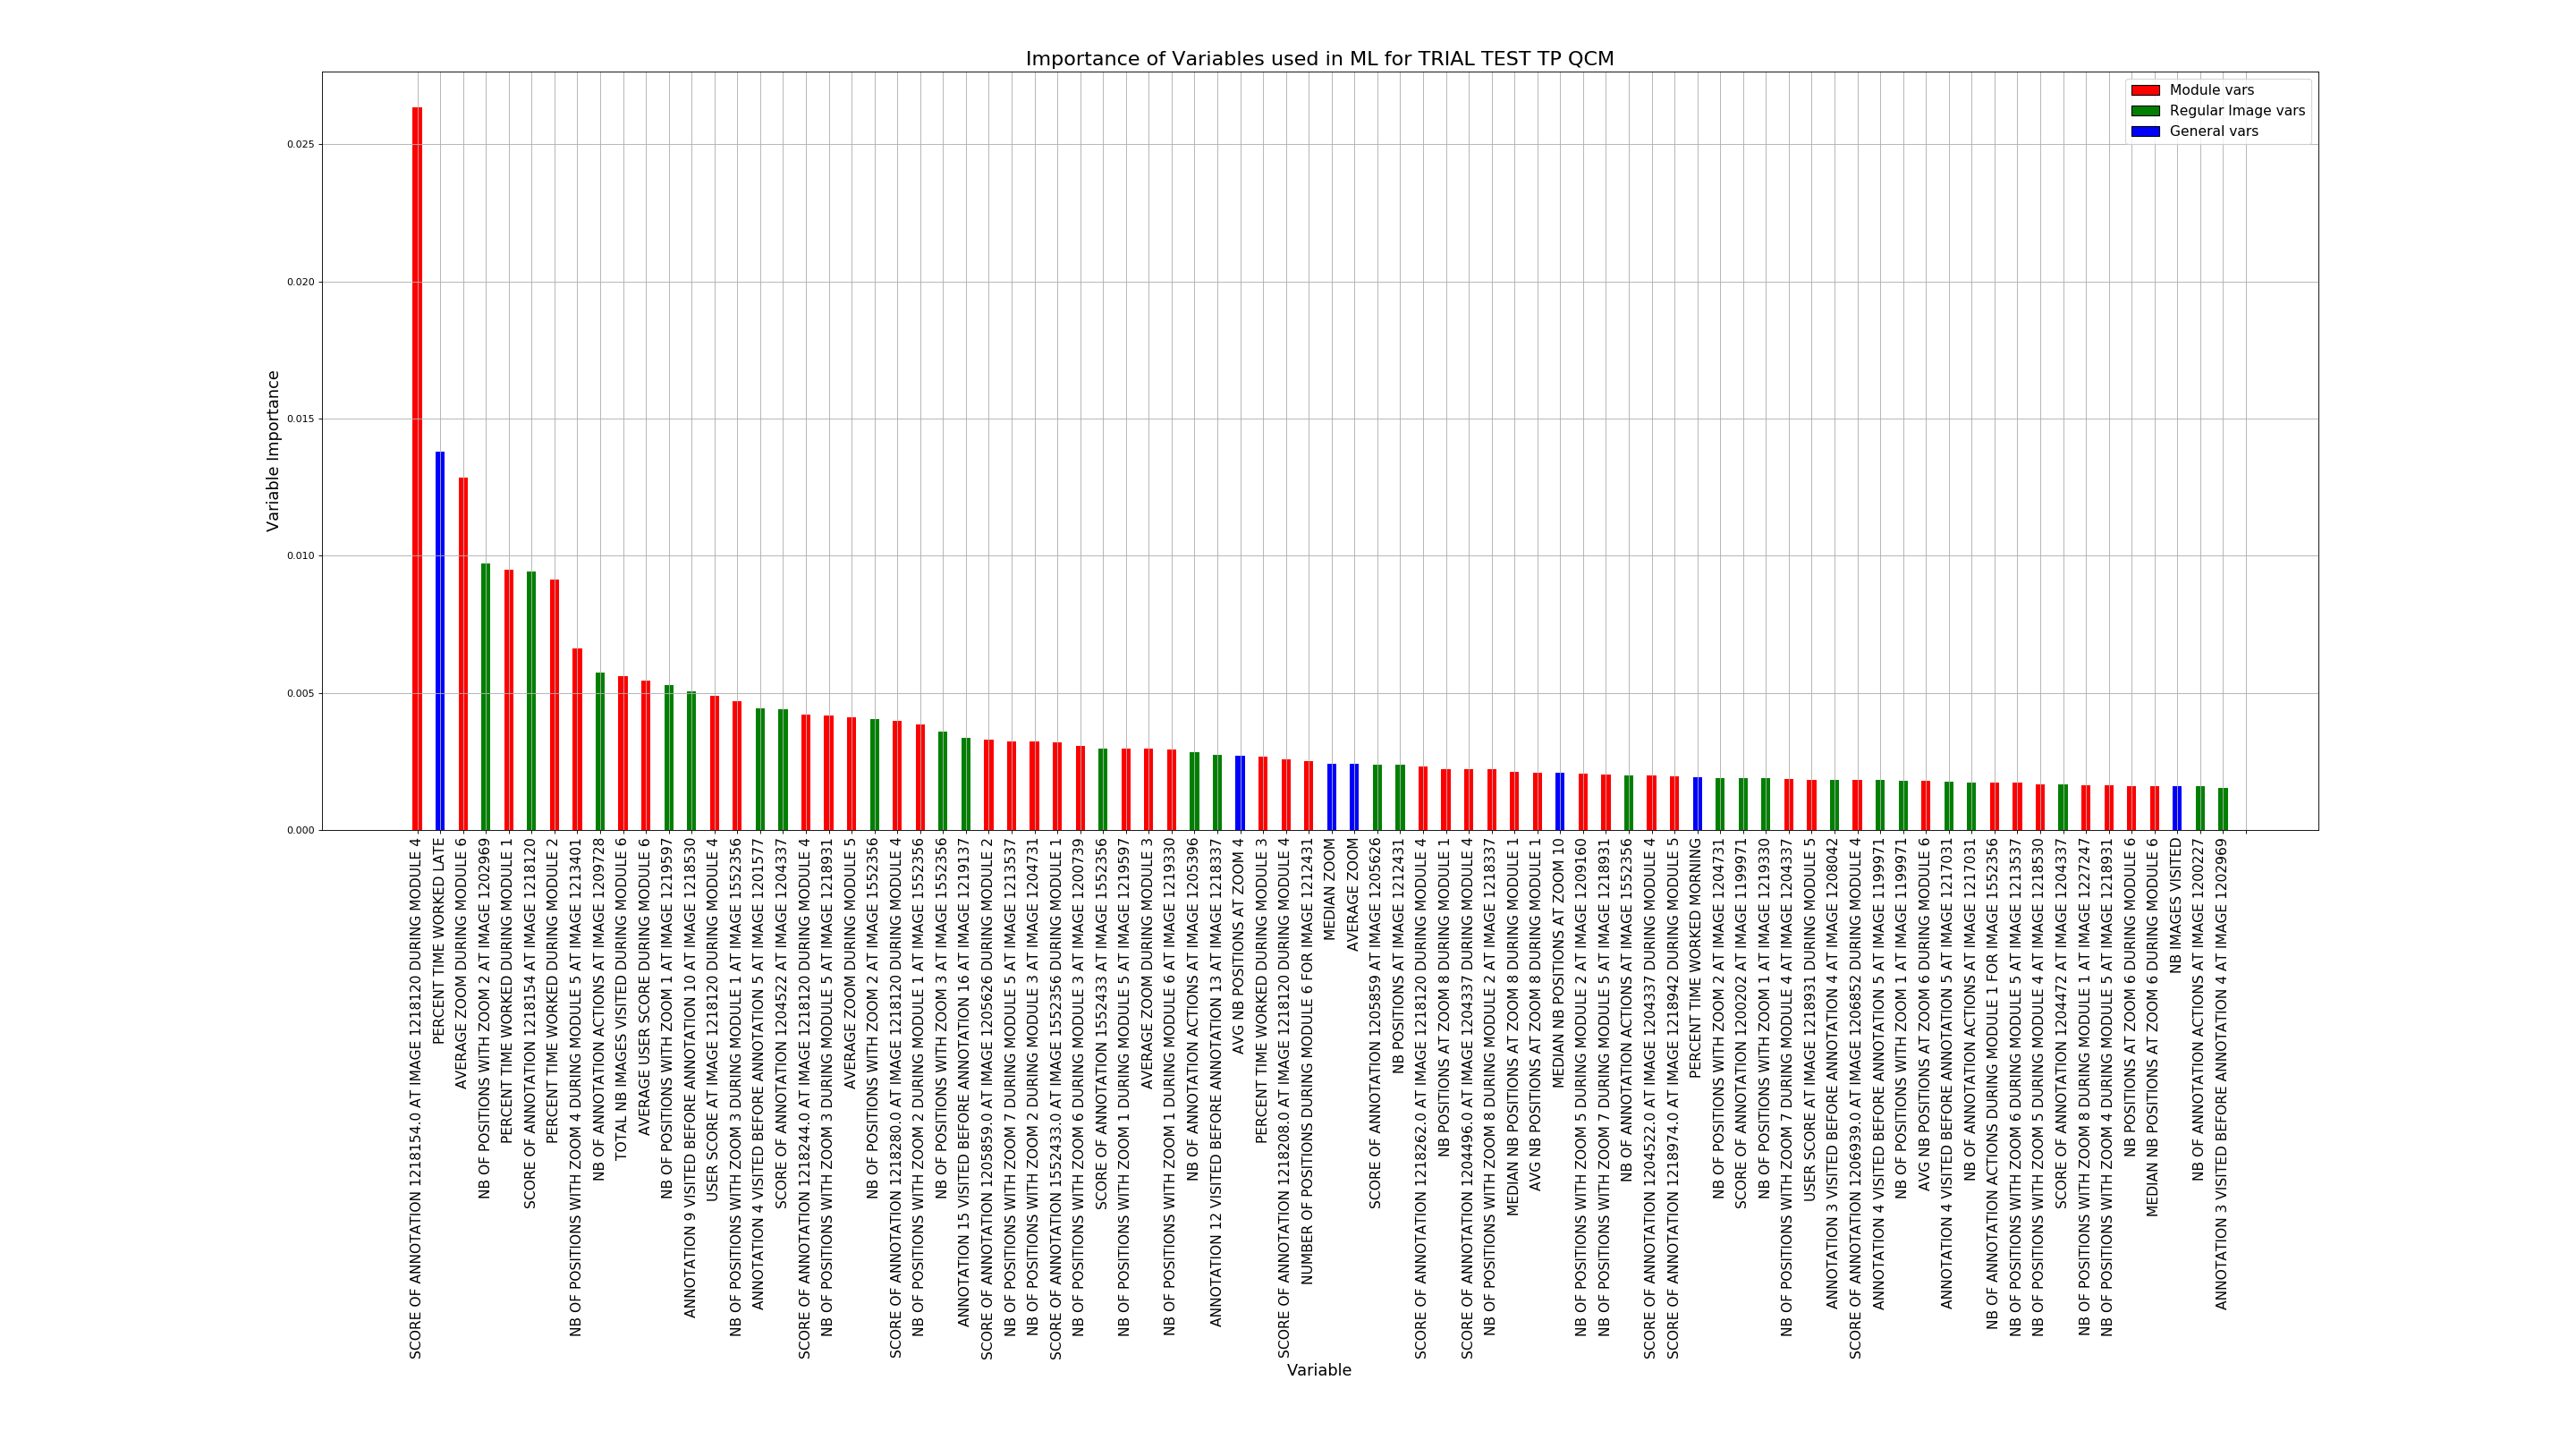 Importance of Variables used in ML for TRIAL TEST TP QCM
Module vars
Regular Image vars
General vars
Variable Importance
0.025
0.020
0.015
0.010
0.005
0.000
SCORE OF ANNOTATION 1218154.0 AT IMAGE 1218120 DURING MODULE 4
PERCENT TIME WORKED LATE
AVERAGE ZOOM DURING MODULE 6
NB OF POSITIONS WITH ZOOM 2 AT IMAGE 1202969
PERCENT TIME WORKED DURING MODULE 1
SCORE OF ANNOTATION 1218154 AT IMAGE 1218120
PERCENT TIME WORKED DURING MODULE 2
NB OF POSITIONS WITH ZOOM 4 DURING MODULE 5 AT IMAGE 1213401
NB OF ANNOTATION ACTIONS AT IMAGE 1209728
TOTAL NB IMAGES VISITED DURING MODULE 6
AVERAGE USER SCORE DURING MODULE 6
NB OF POSITIONS WITH ZOOM 1 AT IMAGE 1219597
ANNOTATION 9 VISITED BEFORE ANNOTATION 10 AT IMAGE 1218530
USER SCORE AT IMAGE 1218120 DURING MODULE 4
NB OF POSITIONS WITH ZOOM 3 DURING MODULE 1 AT IMAGE 1552356
ANNOTATION 4 VISITED BEFORE ANNOTATION 5 AT IMAGE 1201577
SCORE OF ANNOTATION 1204522 AT IMAGE 1204337
SCORE OF ANNOTATION 1218244.0 AT IMAGE 1218120 DURING MODULE 4
NB OF POSITIONS WITH ZOOM 3 DURING MODULE 5 AT IMAGE 1218931
AVERAGE ZOOM DURING MODULE 5
NB OF POSITIONS WITH ZOOM 2 AT IMAGE 1552356
SCORE OF ANNOTATION 1218280.0 AT IMAGE 1218120 DURING MODULE 4
NB OF POSITIONS WITH ZOOM 2 DURING MODULE 1 AT IMAGE 1552356
NB OF POSITIONS WITH ZOOM 3 AT IMAGE 1552356
ANNOTATION 15 VISITED BEFORE ANNOTATION 16 AT IMAGE 1219137
SCORE OF ANNOTATION 1205859.0 AT IMAGE 1205626 DURING MODULE 2
NB OF POSITIONS WITH ZOOM 7 DURING MODULE 5 AT IMAGE 1213537
NB OF POSITIONS WITH ZOOM 2 DURING MODULE 3 AT IMAGE 1204731
SCORE OF ANNOTATION 1552433.0 AT IMAGE 1552356 DURING MODULE 1
NB OF POSITIONS WITH ZOOM 6 DURING MODULE 3 AT IMAGE 1200739
SCORE OF ANNOTATION 1552433 AT IMAGE 1552356
NB OF POSITIONS WITH ZOOM 1 DURING MODULE 5 AT IMAGE 1219597
AVERAGE ZOOM DURING MODULE 3
NB OF POSITIONS WITH ZOOM 1 DURING MODULE 6 AT IMAGE 1219330
NB OF ANNOTATION ACTIONS AT IMAGE 1205396
ANNOTATION 12 VISITED BEFORE ANNOTATION 13 AT IMAGE 1218337
AVG NB POSITIONS AT ZOOM 4
PERCENT TIME WORKED DURING MODULE 3
SCORE OF ANNOTATION 1218208.0 AT IMAGE 1218120 DURING MODULE 4
NUMBER OF POSITIONS DURING MODULE 6 FOR IMAGE 1212431
MEDIAN ZOOM
AVERAGE ZOOM
SCORE OF ANNOTATION 1205859 AT IMAGE 1205626
NB POSITIONS AT IMAGE 1212431
SCORE OF ANNOTATION 1218262.0 AT IMAGE 1218120 DURING MODULE 4
NB POSITIONS AT ZOOM 8 DURING MODULE 1
SCORE OF ANNOTATION 1204496.0 AT IMAGE 1204337 DURING MODULE 4
NB OF POSITIONS WITH ZOOM 8 DURING MODULE 2 AT IMAGE 1218337
MEDIAN NB POSITIONS AT ZOOM 8 DURING MODULE 1
AVG NB POSITIONS AT ZOOM 8 DURING MODULE 1
MEDIAN NB POSITIONS AT ZOOM 10
NB OF POSITIONS WITH ZOOM 5 DURING MODULE 2 AT IMAGE 1209160
NB OF POSITIONS WITH ZOOM 7 DURING MODULE 5 AT IMAGE 1218931
NB OF ANNOTATION ACTIONS AT IMAGE 1552356
SCORE OF ANNOTATION 1204522.0 AT IMAGE 1204337 DURING MODULE 4
SCORE OF ANNOTATION 1218974.0 AT IMAGE 1218942 DURING MODULE 5
PERCENT TIME WORKED MORNING
NB OF POSITIONS WITH ZOOM 2 AT IMAGE 1204731
SCORE OF ANNOTATION 1200202 AT IMAGE 1199971
NB OF POSITIONS WITH ZOOM 1 AT IMAGE 1219330
NB OF POSITIONS WITH ZOOM 7 DURING MODULE 4 AT IMAGE 1204337
USER SCORE AT IMAGE 1218931 DURING MODULE 5
ANNOTATION 3 VISITED BEFORE ANNOTATION 4 AT IMAGE 1208042
SCORE OF ANNOTATION 1206939.0 AT IMAGE 1206852 DURING MODULE 4
ANNOTATION 4 VISITED BEFORE ANNOTATION 5 AT IMAGE 1199971
NB OF POSITIONS WITH ZOOM 1 AT IMAGE 1199971
AVG NB POSITIONS AT ZOOM 6 DURING MODULE 6
ANNOTATION 4 VISITED BEFORE ANNOTATION 5 AT IMAGE 1217031
NB OF ANNOTATION ACTIONS AT IMAGE 1217031
NB OF ANNOTATION ACTIONS DURING MODULE 1 FOR IMAGE 1552356
NB OF POSITIONS WITH ZOOM 6 DURING MODULE 5 AT IMAGE 1213537
NB OF POSITIONS WITH ZOOM 5 DURING MODULE 4 AT IMAGE 1218530
SCORE OF ANNOTATION 1204472 AT IMAGE 1204337
NB OF POSITIONS WITH ZOOM 8 DURING MODULE 1 AT IMAGE 1227247
NB OF POSITIONS WITH ZOOM 4 DURING MODULE 5 AT IMAGE 1218931
NB POSITIONS AT ZOOM 6 DURING MODULE 6
MEDIAN NB POSITIONS AT ZOOM 6 DURING MODULE 6
NB IMAGES VISITED
NB OF ANNOTATION ACTIONS AT IMAGE 1200227
ANNOTATION 3 VISITED BEFORE ANNOTATION 4 AT IMAGE 1202969
Variable